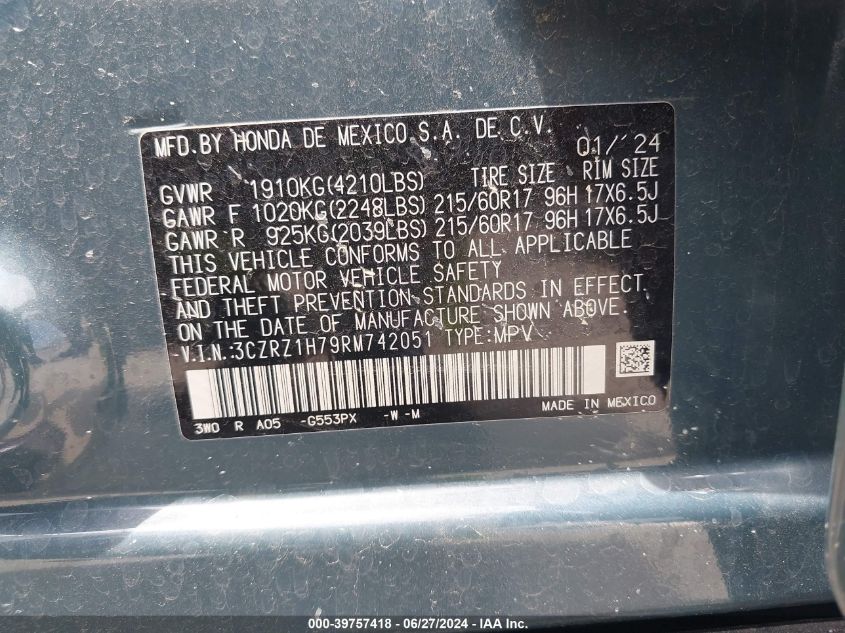 MFD.BY HONDA DE MEXICO S.A. DE C.V. 01/'24
GVWR 1910KG(4210LBS) TIRE SIZE RIM SIZE
GAWR F 1020KG(2248LBS) 215/60R17 96H 17X6.5J
GAWR R 925KG(2039LBS) 215/60R17 96H 17X6.5J
THIS VEHICLE CONFORMS TO ALL APPLICABLE
FEDERAL MOTOR VEHICLE SAFETY
AND THEFT PREVENTION STANDARDS IN EFFECT
ON THE DATE OF MANUFACTURE SHOWN ABOVE.
-V.I.N.:3CZRZ1H79RM742051 TYPE:MPV
3W0 R A05 -G553PX -W -M MADE IN MEXICO
000-39757418 - 06/27/2024 - IAA Inc.